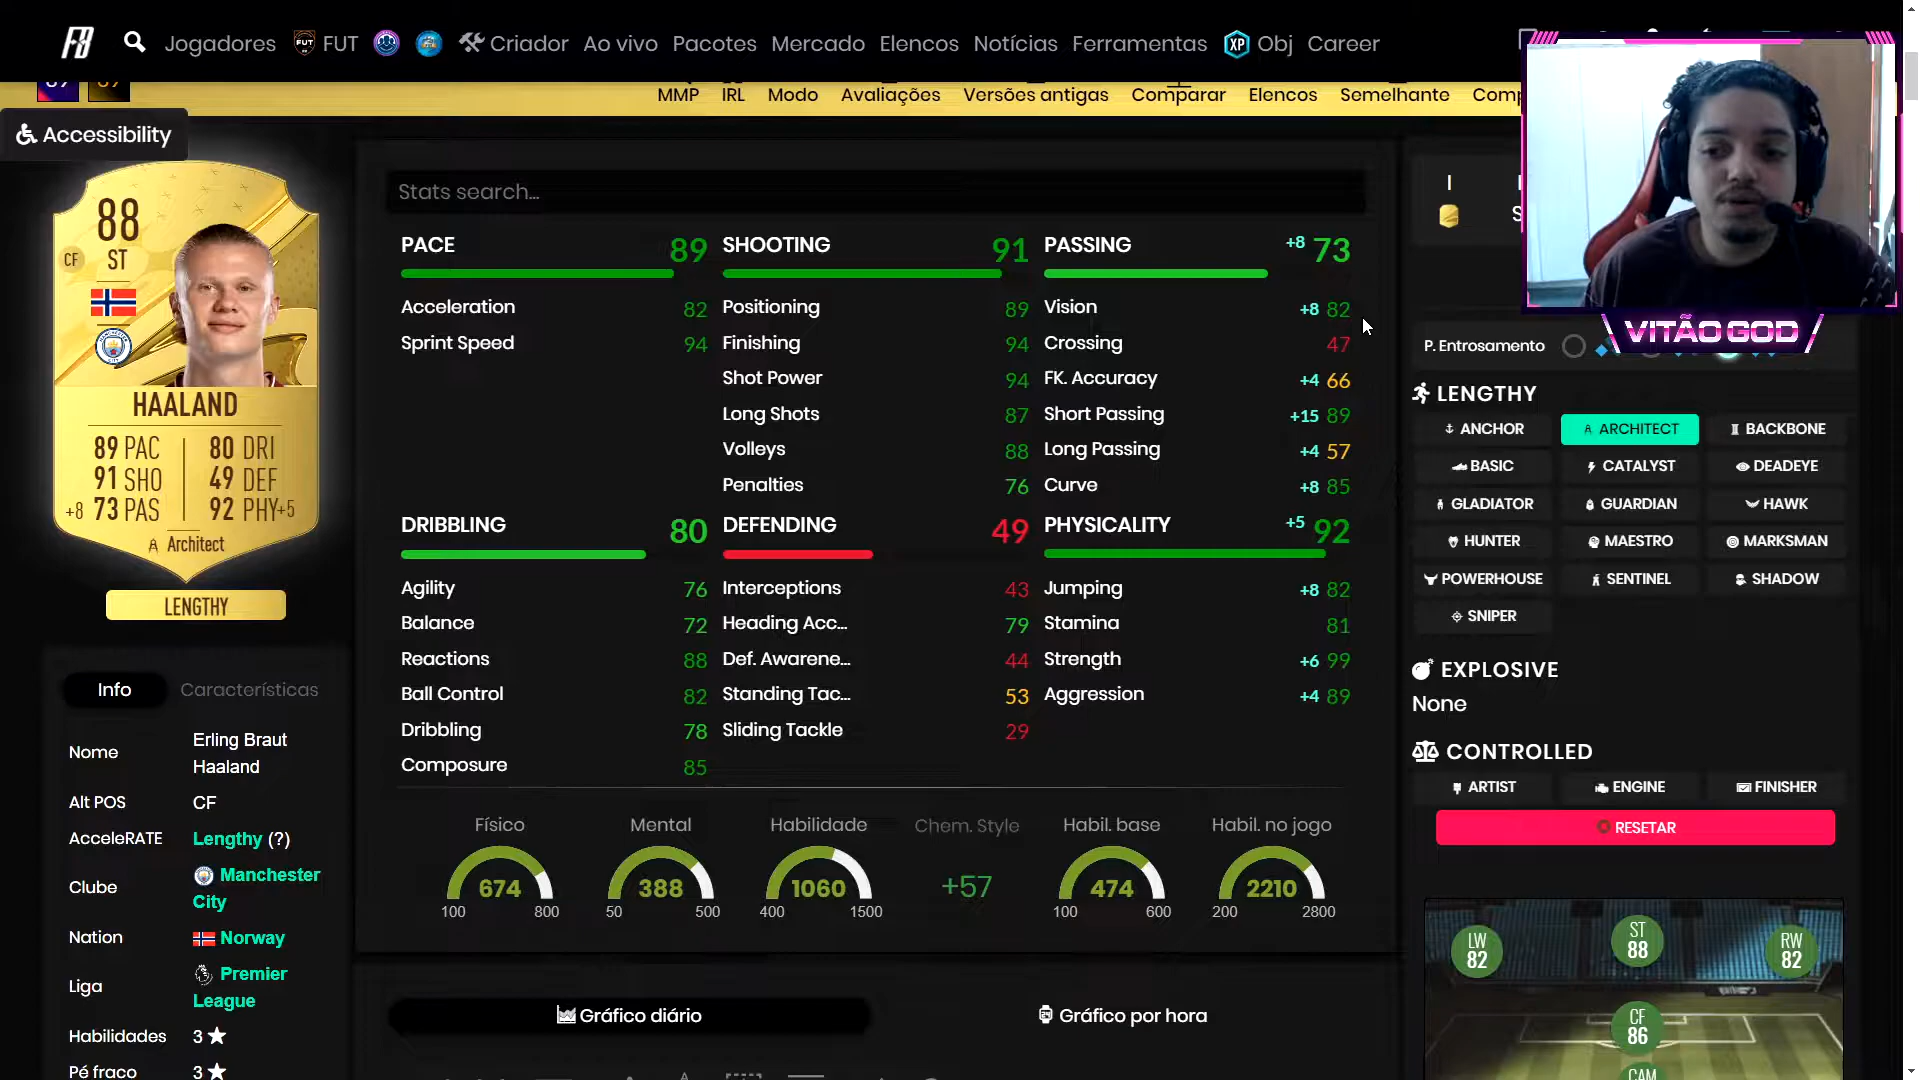 Jogadores FUT Criador Ao vivo Pacotes Mercado Elencos Notícias Ferramentas XP Obj Career
MMP IRL Modo Avaliações Versões antigas Comparar Elencos Semelhante
Accessibility
88
ST
CF
HAALAND
89 PAC 80 DRI
91 SHO 49 DEF
+8 73 PAS 92 PHY+5
Architect
LENGTHY
Info Características
Nome Erling Braut Haaland
Alt POS CF
AcceleRATE Lengthy (?)
Clube Manchester City
Nation Norway
Liga Premier League
Habilidades 3
Pé fraco 3
Stats search...
PACE 89
Acceleration 82
Sprint Speed 94
SHOOTING 91
Positioning 89
Finishing 94
Shot Power 94
Long Shots 87
Volleys 88
Penalties 76
PASSING +8 73
Vision +8 82
Crossing 47
FK. Accuracy +4 66
Short Passing +15 89
Long Passing +4 57
Curve +8 85
DRIBBLING 80
Agility 76
Balance 72
Reactions 88
Ball Control 82
Dribbling 78
Composure 85
DEFENDING 49
Interceptions 43
Heading Acc... 79
Def. Awarene... 44
Standing Tac... 53
Sliding Tackle 29
PHYSICALITY +5 92
Jumping +8 82
Stamina 81
Strength +6 99
Aggression +4 89
Físico 674 100 800
Mental 388 50 500
Habilidade 1060 400 1500
Chem. Style +57
Habil. base 474 100 600
Habil. no jogo 2210 200 2800
Gráfico diário Gráfico por hora
VITÃO GOD
P. Entrosamento
LENGTHY
ANCHOR ARCHITECT BACKBONE
BASIC CATALYST DEADEYE
GLADIATOR GUARDIAN HAWK
HUNTER MAESTRO MARKSMAN
POWERHOUSE SENTINEL SHADOW
SNIPER
EXPLOSIVE
None
CONTROLLED
ARTIST ENGINE FINISHER
RESETAR
LW 82
ST 88
RW 82
CF 86
CAM